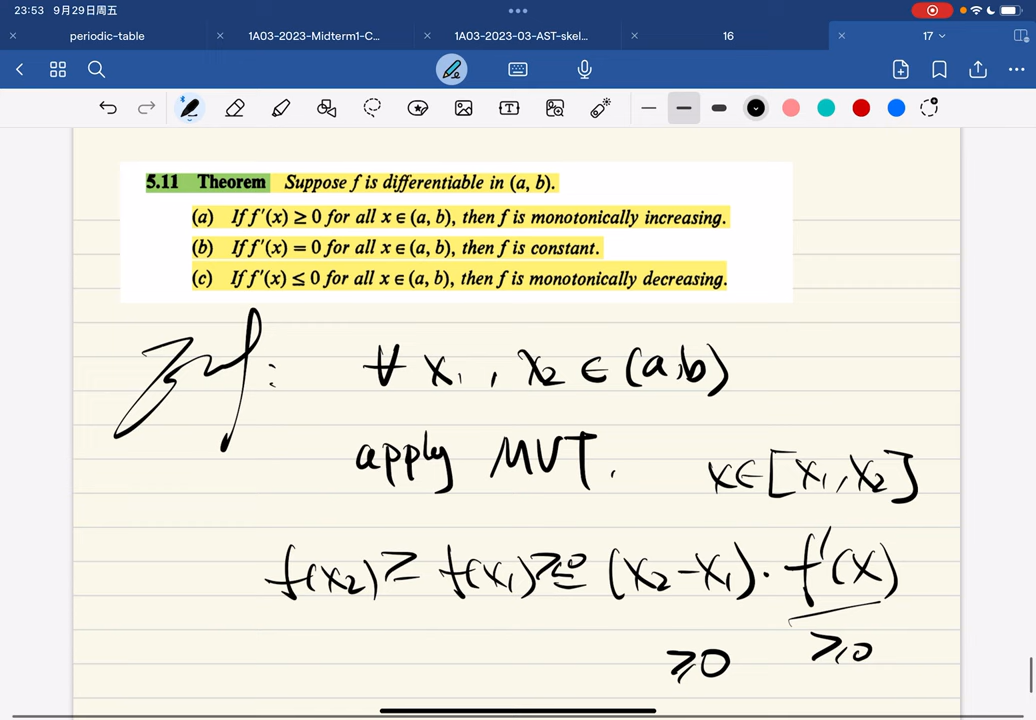 23:53 9月29日周五
periodic-table
1A03-2023-Midterm1-C...
1A03-2023-03-AST-skel...
16
17
5.11 Theorem Suppose f is differentiable in (a, b).
(a) If f′(x) ≥ 0 for all x ∈ (a, b), then f is monotonically increasing.
(b) If f′(x) = 0 for all x ∈ (a, b), then f is constant.
(c) If f′(x) ≤ 0 for all x ∈ (a, b), then f is monotonically decreasing.
∀ x₁, x₂ ∈ (a,b)
apply MVT. x∈[x₁, x₂]
(x₂-x₁)·f′(x)
≥0 ≥0